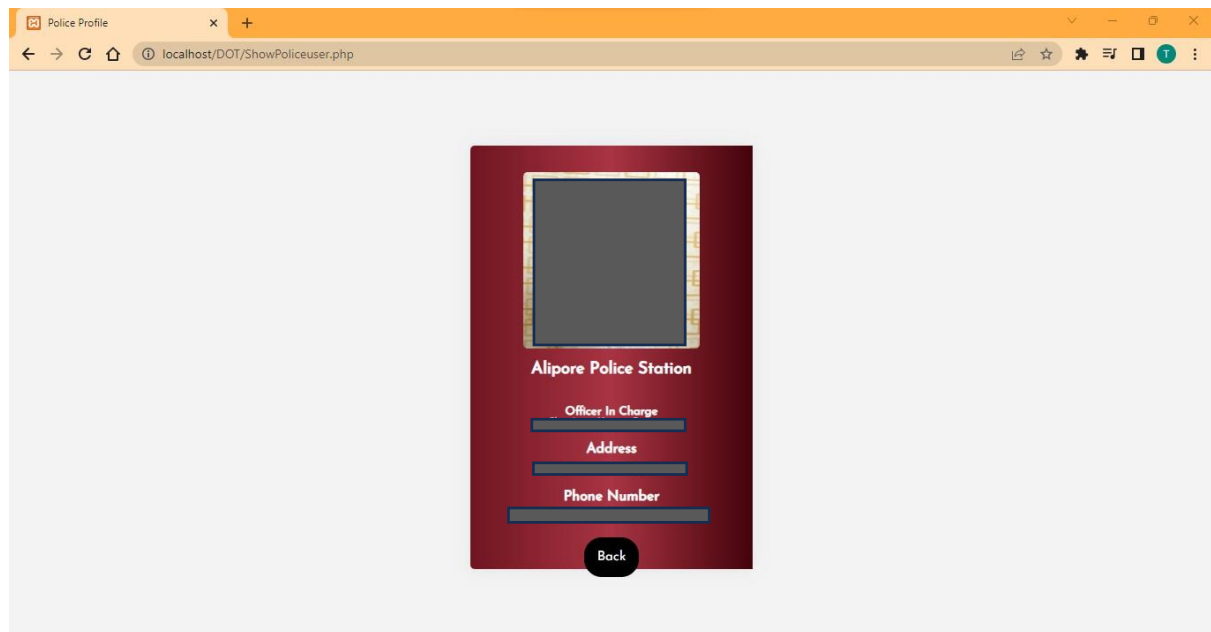 Police Profile
localhost/DOT/ShowPoliceuser.php
T
Alipore Police Station
Officer In Charge
Address
Phone Number
Back